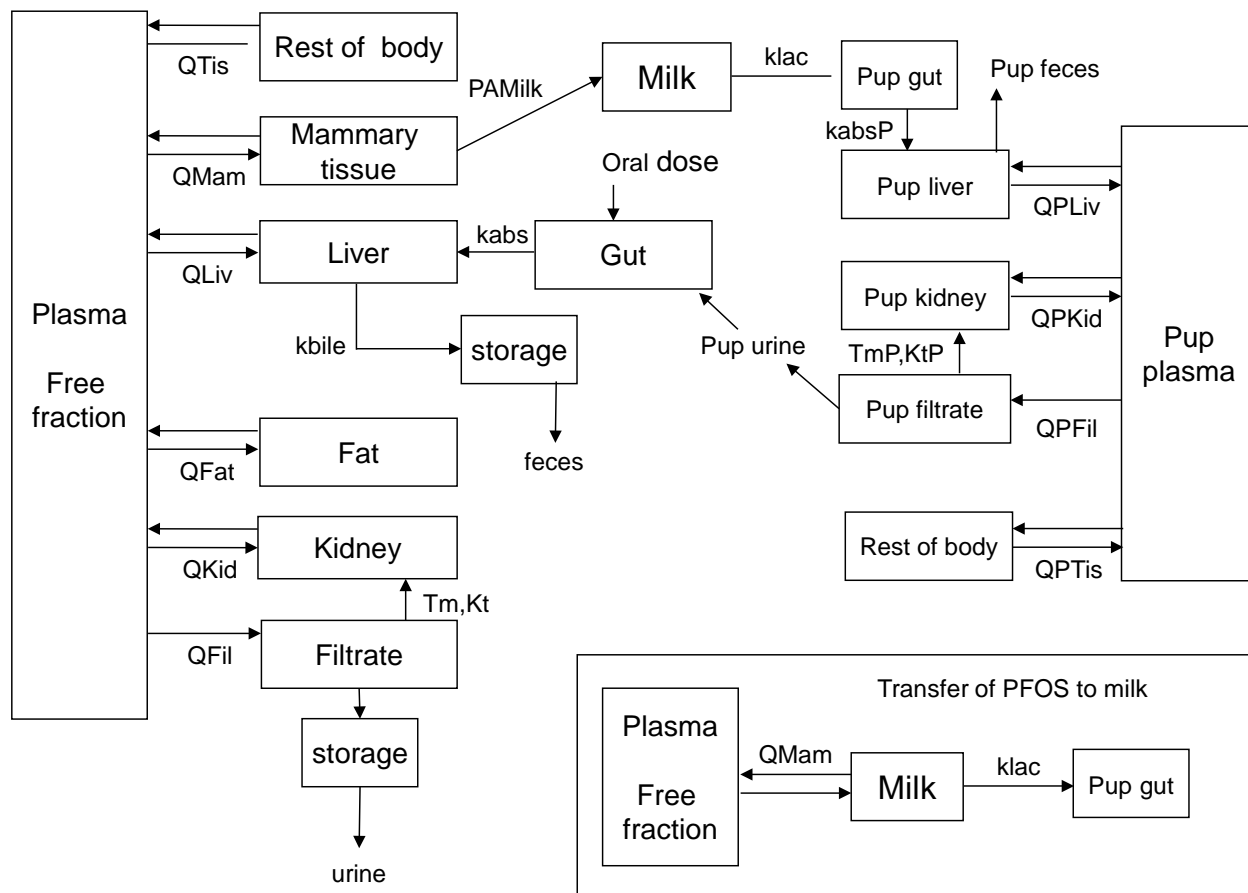 Plasma
Free
fraction
QTis
Rest of body
QMam
Mammary
tissue
PAMilk
Milk
klac
Pup gut
kabsP
Pup feces
Pup liver
QPLiv
Oral dose
QLiv
Liver
kabs
Gut
Pup kidney
QPKid
TmP,KtP
Pup urine
Pup filtrate
QPFil
Pup
plasma
kbile
storage
feces
QFat
Fat
Rest of body
QPTis
QKid
Kidney
Tm,Kt
QFil
Filtrate
storage
urine
Transfer of PFOS to milk
Plasma
Free
fraction
QMam
Milk
klac
Pup gut